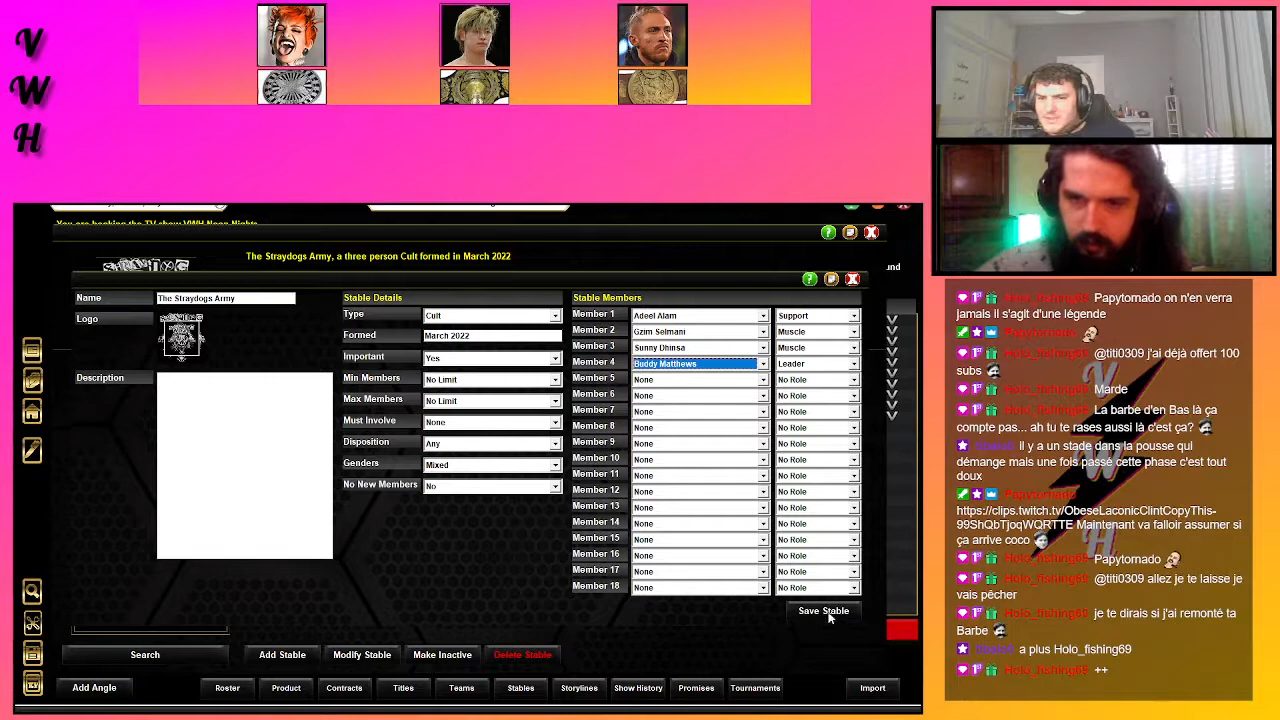 V
W
H
and
The Straydogs Army, a three person Cult formed in March 2022
Name
The Straydogs Army
Logo
Description
Stable Details
Type
Cult
Formed
March 2022
Important
Yes
Min Members
No Limit
Max Members
No Limit
Must Involve
None
Disposition
Any
Genders
Mixed
No New Members
No
Stable Members
Member 1 Adeel Alam Support
Member 2 Gzim Selmani Muscle
Member 3 Sunny Dhinsa Muscle
Member 4 Buddy Matthews Leader
Member 5 None No Role
Member 6 None No Role
Member 7 None No Role
Member 8 None No Role
Member 9 None No Role
Member 10 None No Role
Member 11 None No Role
Member 12 None No Role
Member 13 None No Role
Member 14 None No Role
Member 15 None No Role
Member 16 None No Role
Member 17 None No Role
Member 18 None No Role
Save Stable
Search
Add Stable
Modify Stable
Make Inactive
Delete Stable
Add Angle
Roster
Product
Contracts
Titles
Teams
Stables
Storylines
Show History
Promises
Tournaments
Import
Papytornado on n'en verra
jamais il s'agit d'une légende
Papytornado
Holo_fishing69 @titi0309 j'ai déjà offert 100
subs
Holo_fishing69 Marde
Holo_fishing69 La barbe d'en Bas là ça
compte pas... ah tu te rases aussi là c'est ça?
Il y a un stade dans la pousse qui
démange mais une fois passé cette phase c'est tout
doux
Papytornado
https://clips.twitch.tv/ObeseLaconicClintCopyThis-
99ShQbTjoqWQRTTE Maintenant va falloir assumer si
ça arrive coco
Holo_fishing69 Papytornado
Holo_fishing69 @titi0309 allez je te laisse je
vais pêcher
Holo_fishing69 je te dirais si j'ai remonté ta
Barbe
a plus Holo_fishing69
Holo_fishing69 ++